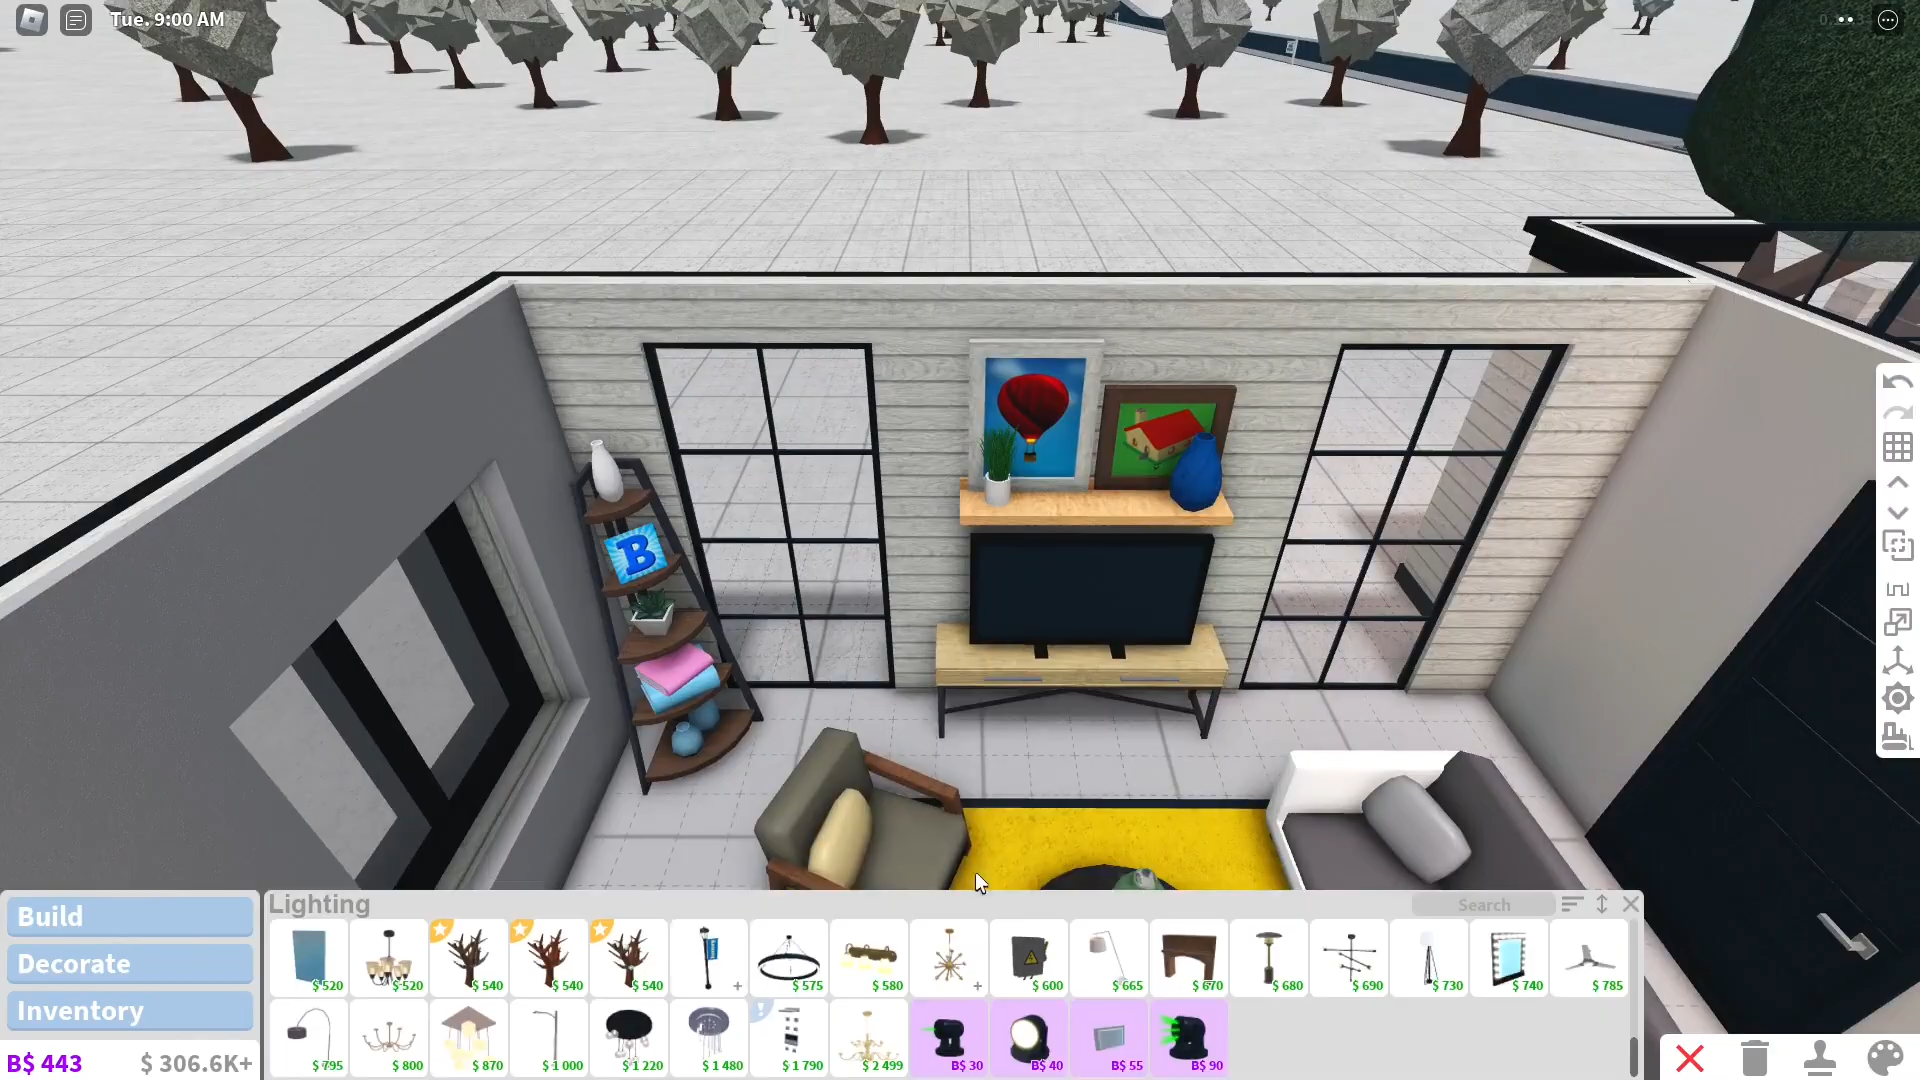 Tue. 9:00 AM
B
Build
Decorate
Inventory
B$ 443
$ 306.6K+
Lighting
Search
$ 520
$ 520
$ 540
$ 540
$ 540
+
$ 575
$ 580
+
$ 600
$ 665
$ 670
$ 680
$ 690
$ 730
$ 740
$ 785
$ 795
$ 800
$ 870
$ 1 000
$ 1 220
$ 1 480
$ 1 790
$ 2 499
B$ 30
B$ 40
B$ 55
B$ 90